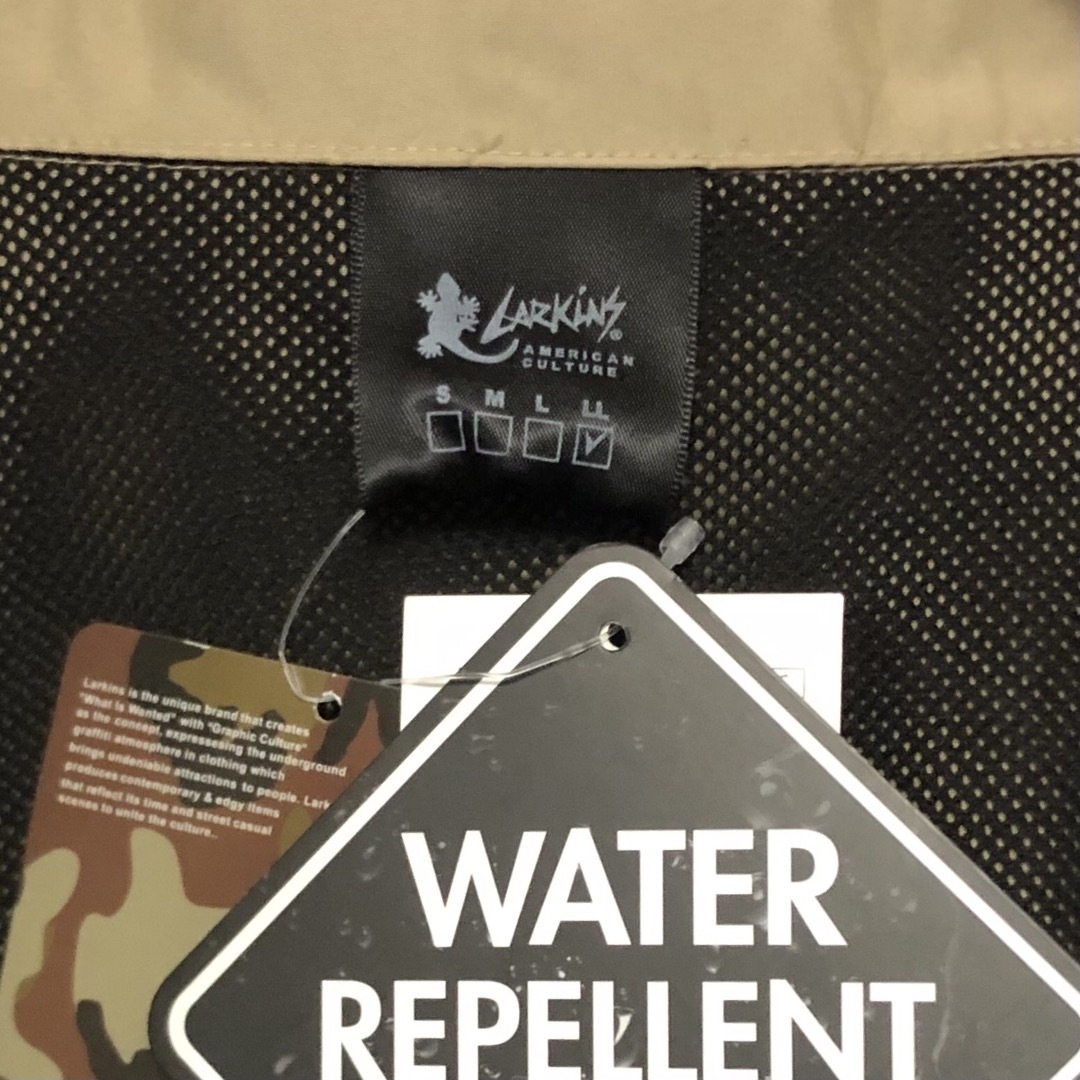 LARKINS®
AMERICAN
CULTURE
S M L LL
Larkins is the unique brand that creates
"What is Wanted" with "Graphic Culture"
as the concept, expressesing the underground
graffiti atmosphere in clothing which
brings undeniable attractions to people. Lark
produces contemporary & edgy items
that reflect its time and street casual
scenes to unite the culture..
WATER
REPELLENT